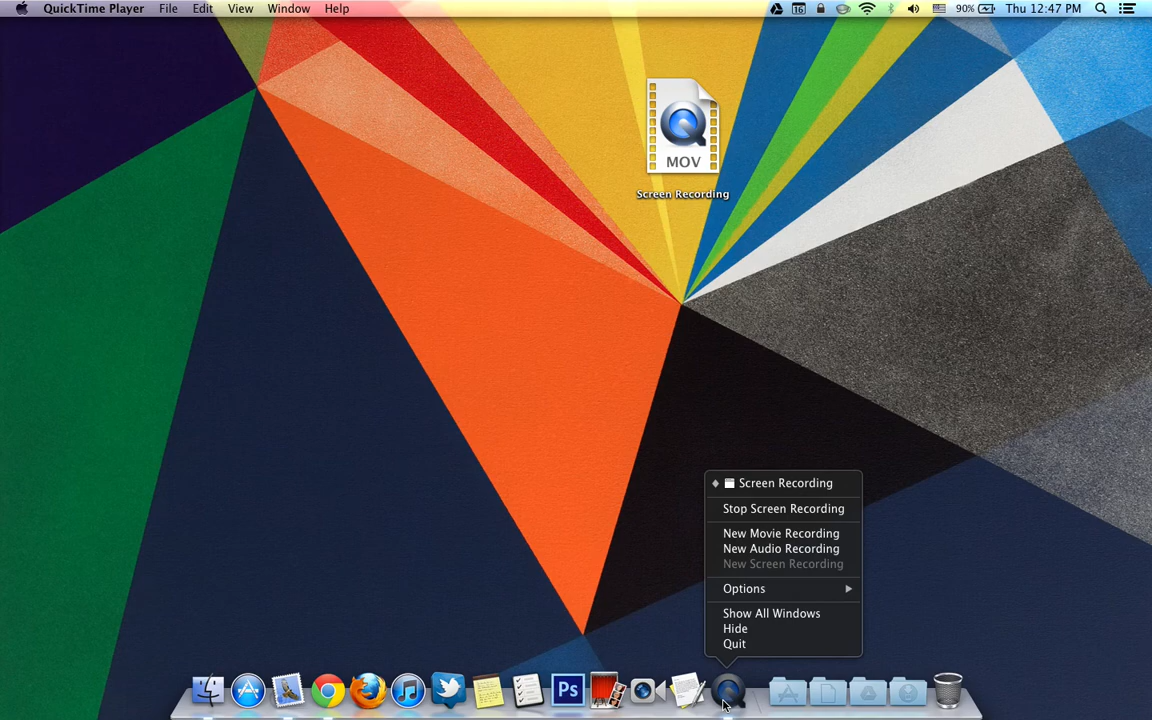 QuickTime Player File Edit View Window Help 16 90% Thu 12:47 PM
MOV
Screen Recording
Screen Recording
Stop Screen Recording
New Movie Recording
New Audio Recording
New Screen Recording
Options
Show All Windows
Hide
Quit
Ps